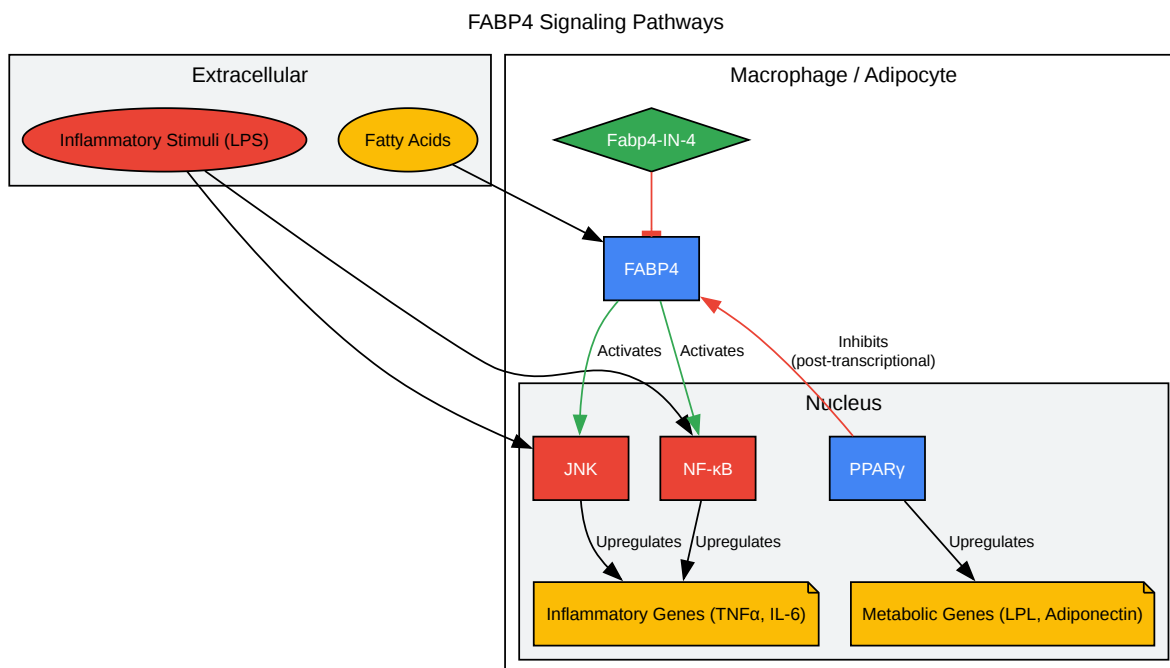 FABP4 Signaling Pathways
Extracellular
Macrophage / Adipocyte
Inflammatory Stimuli (LPS)
Fatty Acids
Fabp4-IN-4
FABP4
Activates
Activates
Inhibits
(post-transcriptional)
Nucleus
JNK
NF-κB
PPARγ
Upregulates
Upregulates
Upregulates
Inflammatory Genes (TNFα, IL-6)
Metabolic Genes (LPL, Adiponectin)